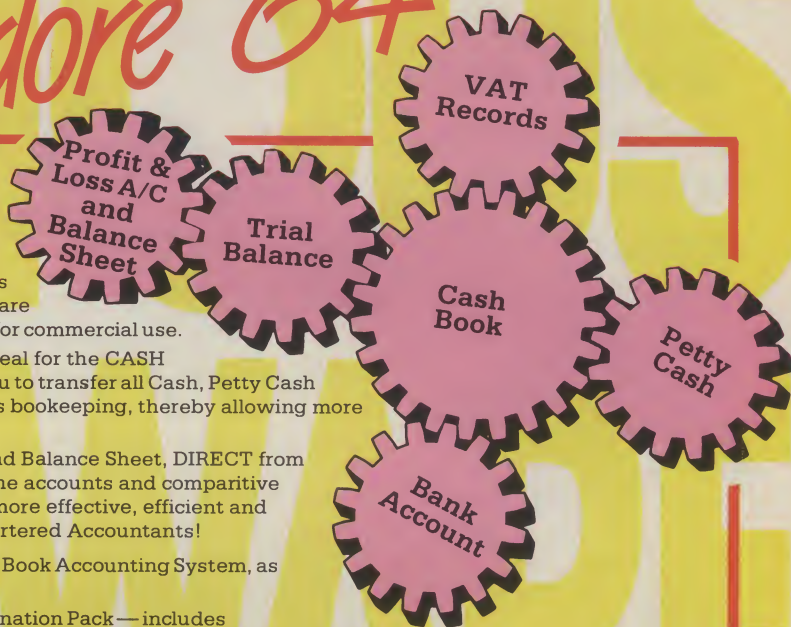 dore 64
VAT
Records
Profit &
Loss A/C
and
Balance
Sheet
Trial
Balance
Cash
Book
Petty
Cash
Bank
Account
s
are
or commercial use.
eal for the CASH
u to transfer all Cash, Petty Cash
s bookeeping, thereby allowing more
nd Balance Sheet, DIRECT from
ne accounts and comparitive
more effective, efficient and
rtered Accountants!
Book Accounting System, as
nation Pack — includes